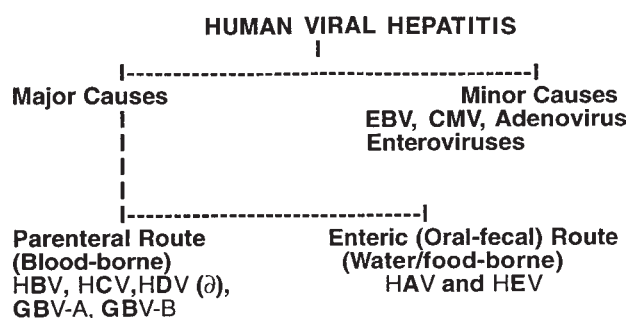 HUMAN VIRAL HEPATITIS
Major Causes
Minor Causes
EBV, CMV, Adenovirus
Enteroviruses
Parenteral Route
(Blood-borne)
HBV, HCV,HDV (∂),
GBV-A, GBV-B
Enteric (Oral-fecal) Route
(Water/food-borne)
HAV and HEV